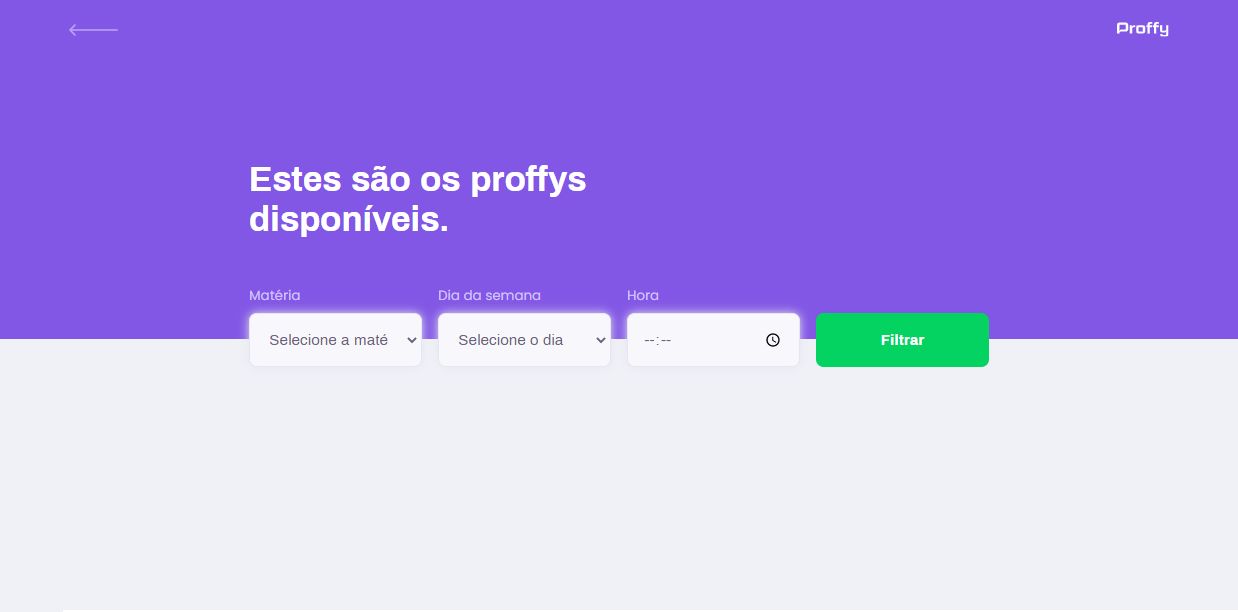 Proffy
Estes são os proffys
disponíveis.
Matéria
Dia da semana
Hora
Selecione a maté
Selecione o dia
--:--
Filtrar